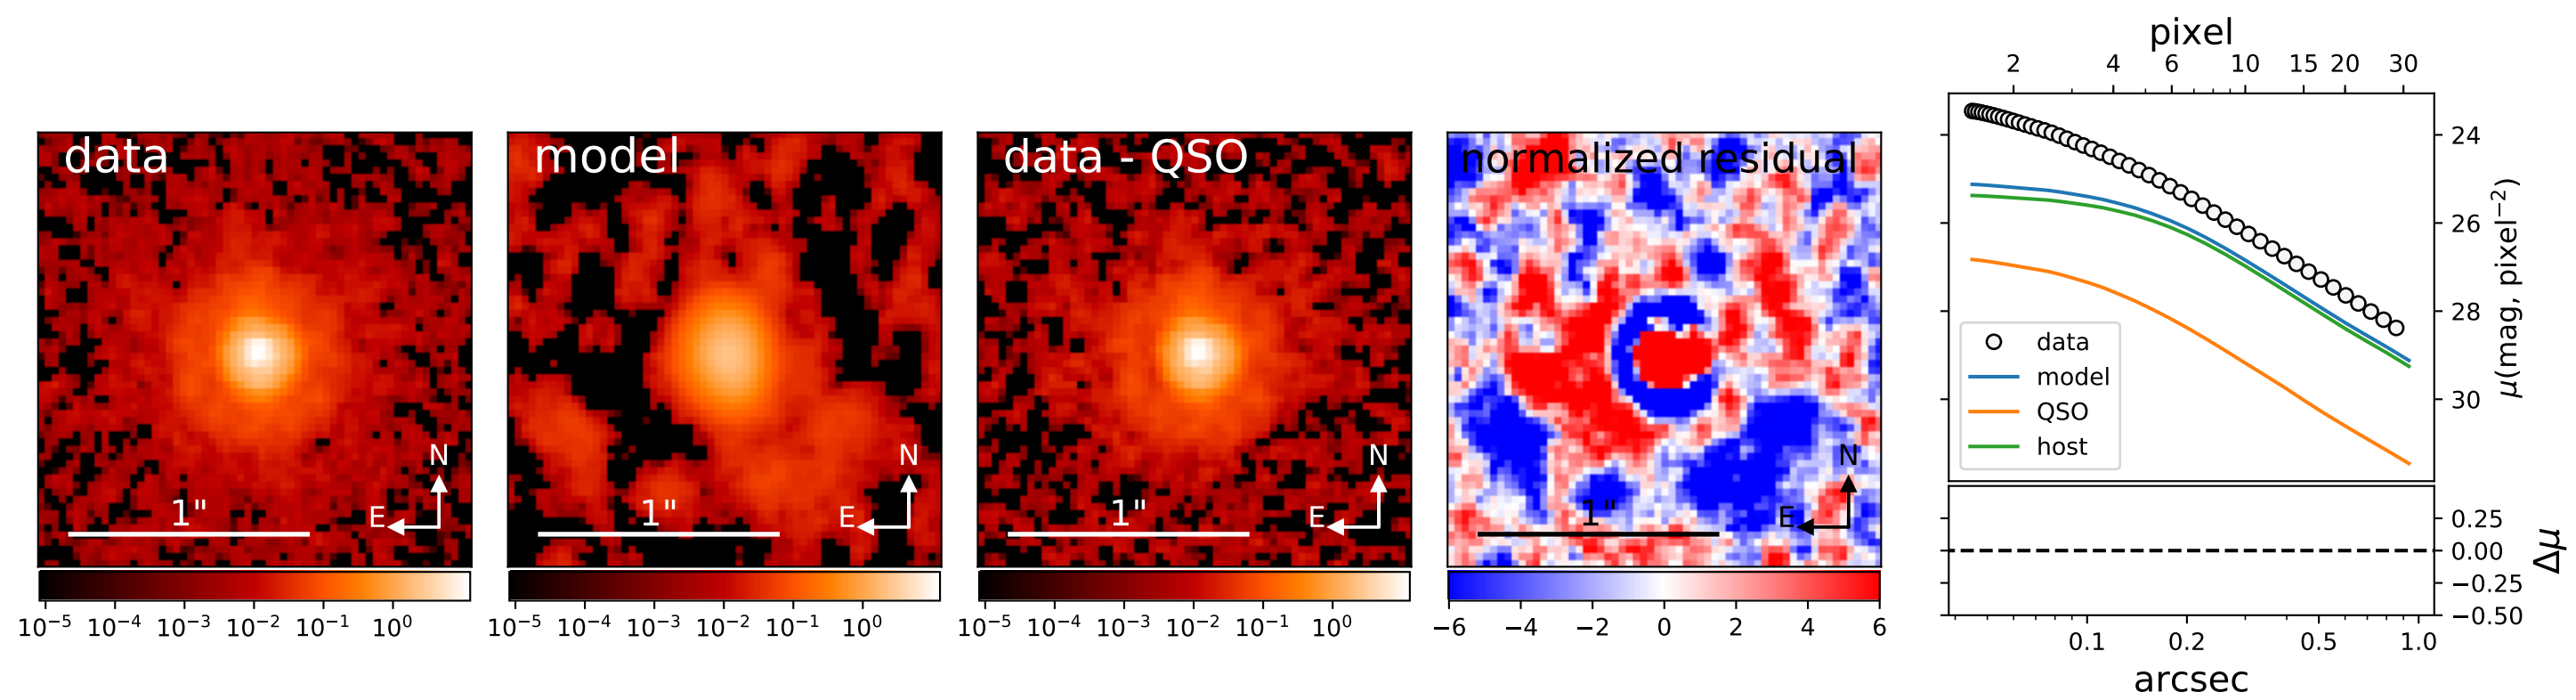 data
1"
N
E
10⁻⁵ 10⁻⁴ 10⁻³ 10⁻² 10⁻¹ 10⁰
model
1"
N
E
10⁻⁵ 10⁻⁴ 10⁻³ 10⁻² 10⁻¹ 10⁰
data - QSO
1"
N
E
10⁻⁵ 10⁻⁴ 10⁻³ 10⁻² 10⁻¹ 10⁰
normalized residual
1"
N
E
−6 −4 −2 0 2 4 6
pixel
2 4 6 10 15 20 30
24
26
28
30
μ(mag, pixel⁻²)
data
model
QSO
host
0.25
0.00
−0.25
−0.50
Δμ
0.1 0.2 0.5 1.0
arcsec